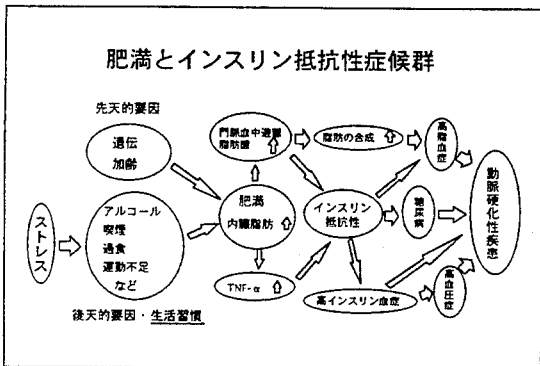 肥満とインスリン抵抗性症候群
先天的要因
遺伝
加齢
ストレス
アルコール
喫煙
過食
運動不足
など
後天的要因・生活習慣
門脈血中遊離
脂肪酸
肥満
内臓脂肪
TNF-α
脂肪の合成
インスリン
抵抗性
高インスリン血症
高脂血症
糖尿病
高血圧症
動脈硬化性疾患